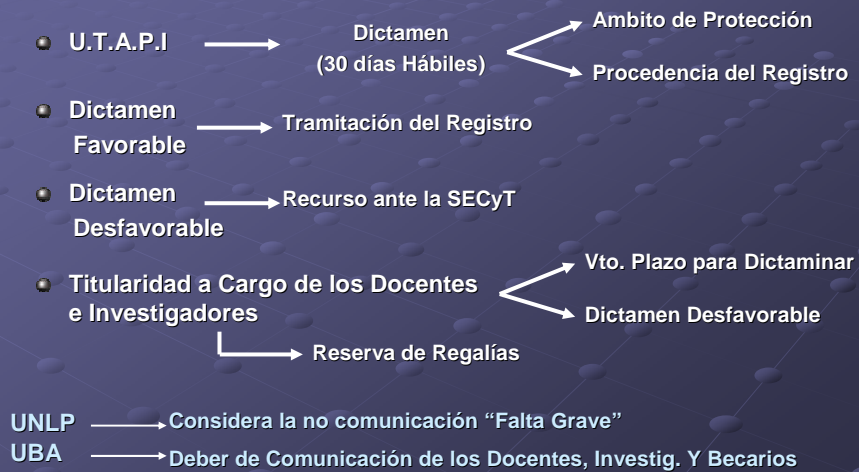 U.T.A.P.I
Dictamen
(30 días Hábiles)
Ambito de Protección
Procedencia del Registro
Dictamen
Favorable
Tramitación del Registro
Dictamen
Desfavorable
Recurso ante la SECyT
Titularidad a Cargo de los Docentes
e Investigadores
Vto. Plazo para Dictaminar
Dictamen Desfavorable
Reserva de Regalías
UNLP
Considera la no comunicación “Falta Grave”
UBA
Deber de Comunicación de los Docentes, Investig. Y Becarios